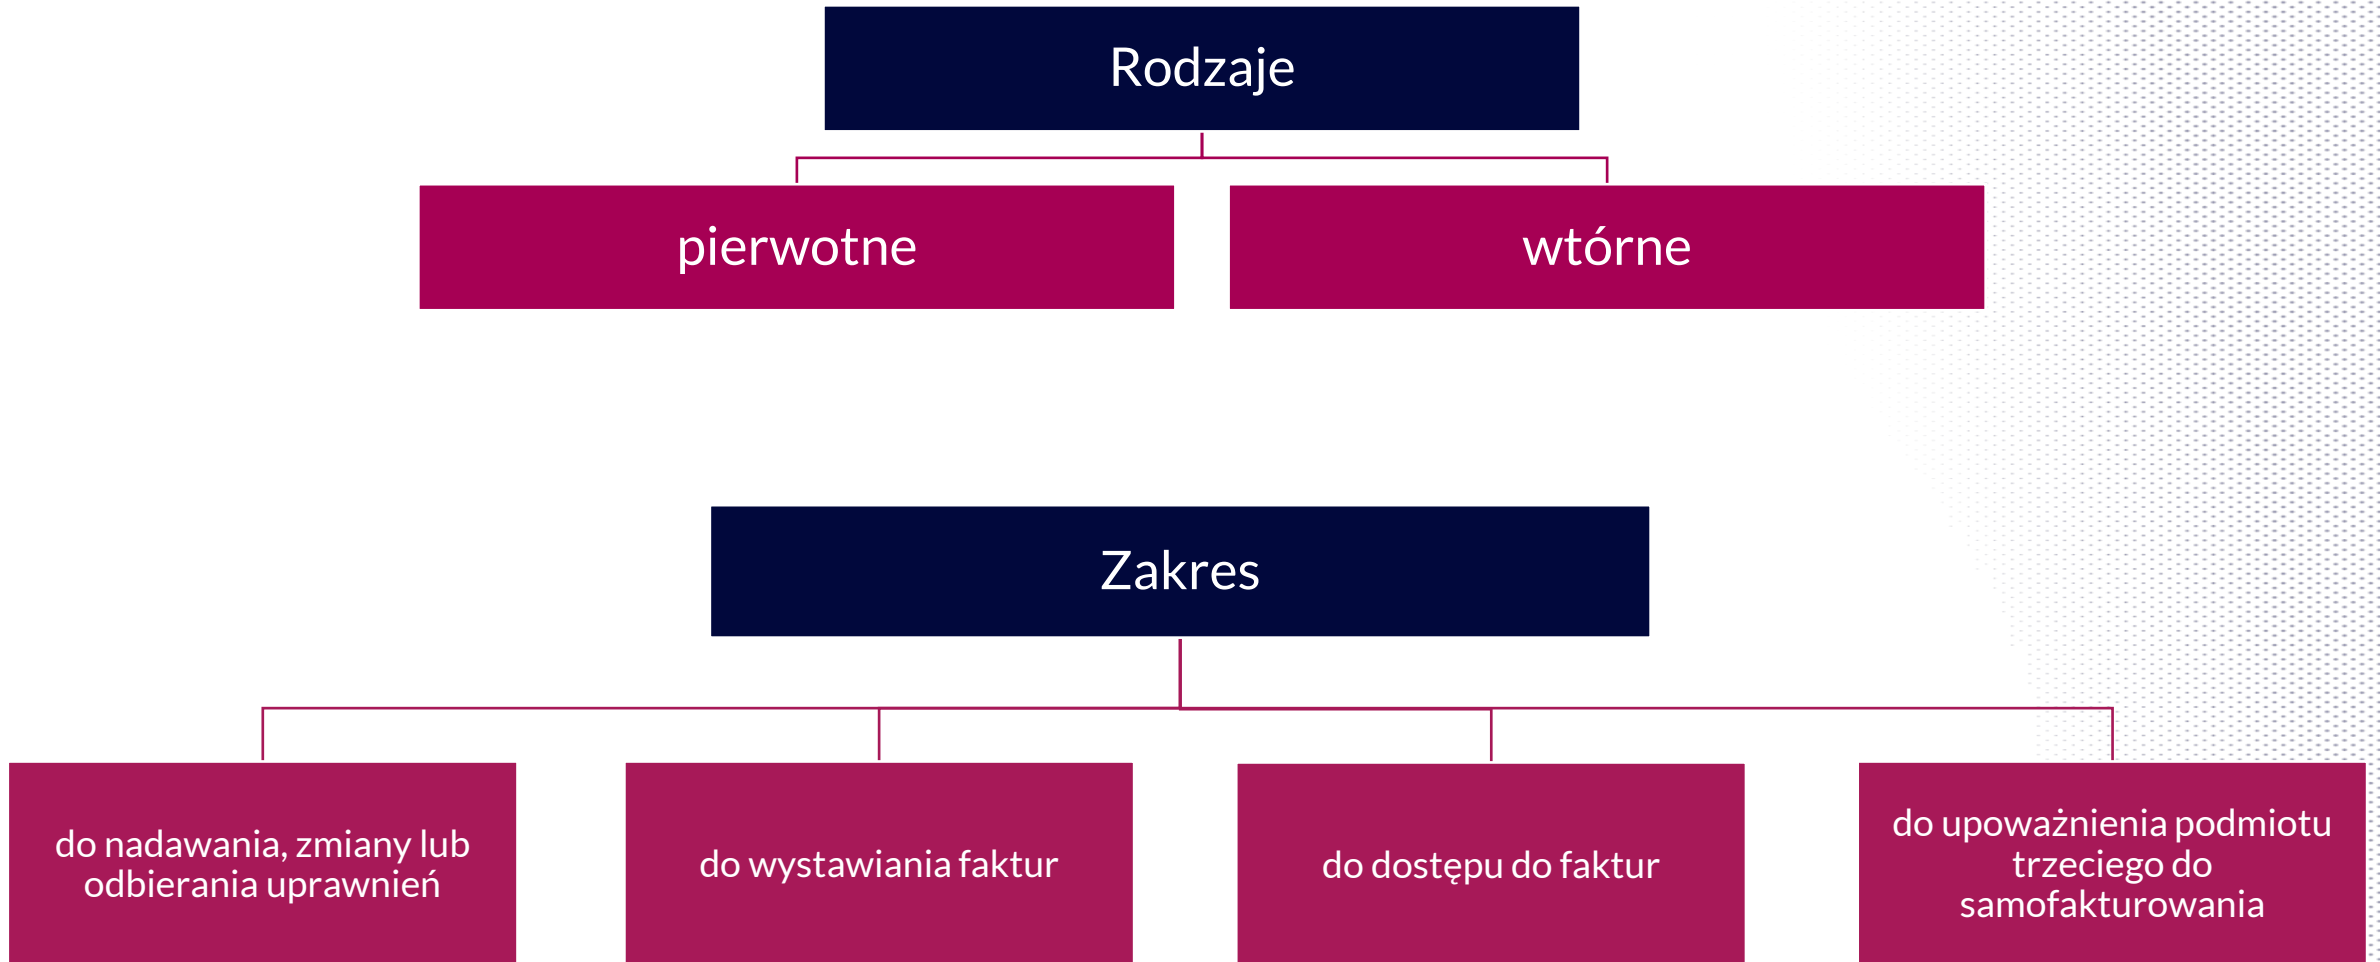 Rodzaje
pierwotne
wtórne
Zakres
do nadawania, zmiany lub
odbierania uprawnień
do wystawiania faktur
do dostępu do faktur
do upoważnienia podmiotu
trzeciego do
samofakturowania